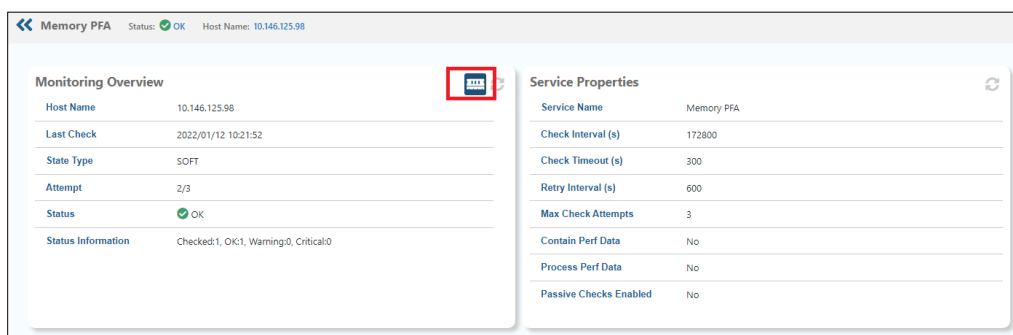 Memory PFA Status: OK Host Name: 10.146.125.98
Monitoring Overview
Host Name 10.146.125.98
Last Check 2022/01/12 10:21:52
State Type SOFT
Attempt 2/3
Status OK
Status Information Checked:1, OK:1, Warning:0, Critical:0
Service Properties
Service Name Memory PFA
Check Interval (s) 172800
Check Timeout (s) 300
Retry Interval (s) 600
Max Check Attempts 3
Contain Perf Data No
Process Perf Data No
Passive Checks Enabled No